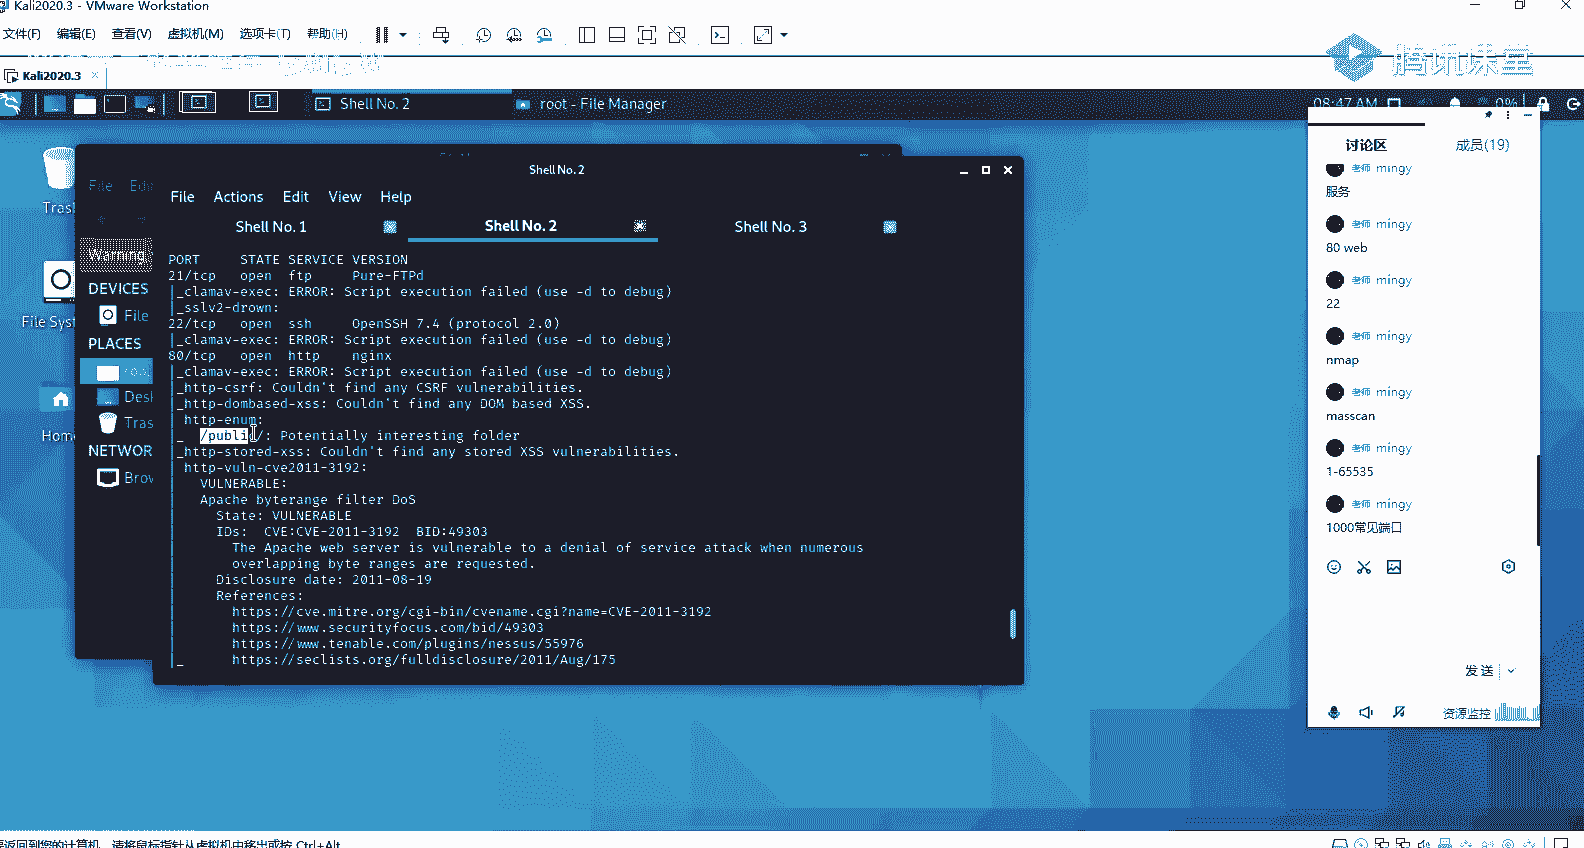 Kali2020.3 - VMware Workstation
文件(F) 编辑(E) 查看(V) 虚拟机(M) 选项卡(T) 帮助(H)
腾讯课堂
Kali2020.3
Shell No. 2 root - File Manager 08:47 AM 0%
讨论区 成员(19)
老师 mingy
服务
老师 mingy
80 web
老师 mingy
22
老师 mingy
nmap
老师 mingy
masscan
老师 mingy
1-65535
老师 mingy
1000常见端口
发送
资源监控
Trash
File Syst
Home
File Edit
Warning
DEVICES
File
PLACES
root
Desk
Tras
NETWOR
Brow
Shell No. 2
File Actions Edit View Help
Shell No. 1 Shell No. 2 Shell No. 3
PORT STATE SERVICE VERSION
21/tcp open ftp Pure-FTPd
|_clamav-exec: ERROR: Script execution failed (use -d to debug)
|_sslv2-drown:
22/tcp open ssh OpenSSH 7.4 (protocol 2.0)
|_clamav-exec: ERROR: Script execution failed (use -d to debug)
80/tcp open http nginx
|_clamav-exec: ERROR: Script execution failed (use -d to debug)
|_http-csrf: Couldn't find any CSRF vulnerabilities.
|_http-dombased-xss: Couldn't find any DOM based XSS.
| http-enum:
|_ /public/: Potentially interesting folder
|_http-stored-xss: Couldn't find any stored XSS vulnerabilities.
| http-vuln-cve2011-3192:
| VULNERABLE:
| Apache byterange filter DoS
| State: VULNERABLE
| IDs: CVE:CVE-2011-3192 BID:49303
| The Apache web server is vulnerable to a denial of service attack when numerous
| overlapping byte ranges are requested.
| Disclosure date: 2011-08-19
| References:
| https://cve.mitre.org/cgi-bin/cvename.cgi?name=CVE-2011-3192
| https://www.securityfocus.com/bid/49303
| https://www.tenable.com/plugins/nessus/55976
|_ https://seclists.org/fulldisclosure/2011/Aug/175
要返回到您的计算机，请将鼠标指针从虚拟机中移出或按 Ctrl+Alt。